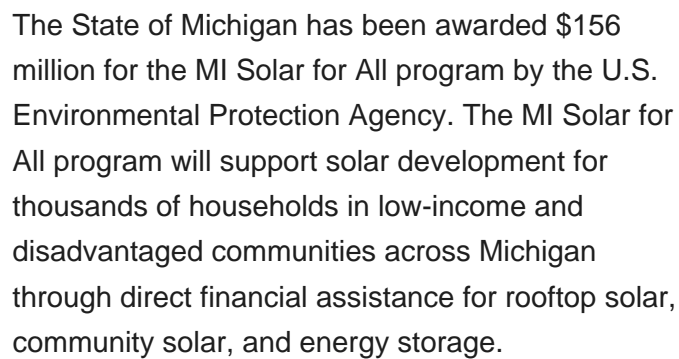 The State of Michigan has been awarded $156
million for the MI Solar for All program by the U.S.
Environmental Protection Agency. The MI Solar for
All program will support solar development for
thousands of households in low-income and
disadvantaged communities across Michigan
through direct financial assistance for rooftop solar,
community solar, and energy storage.